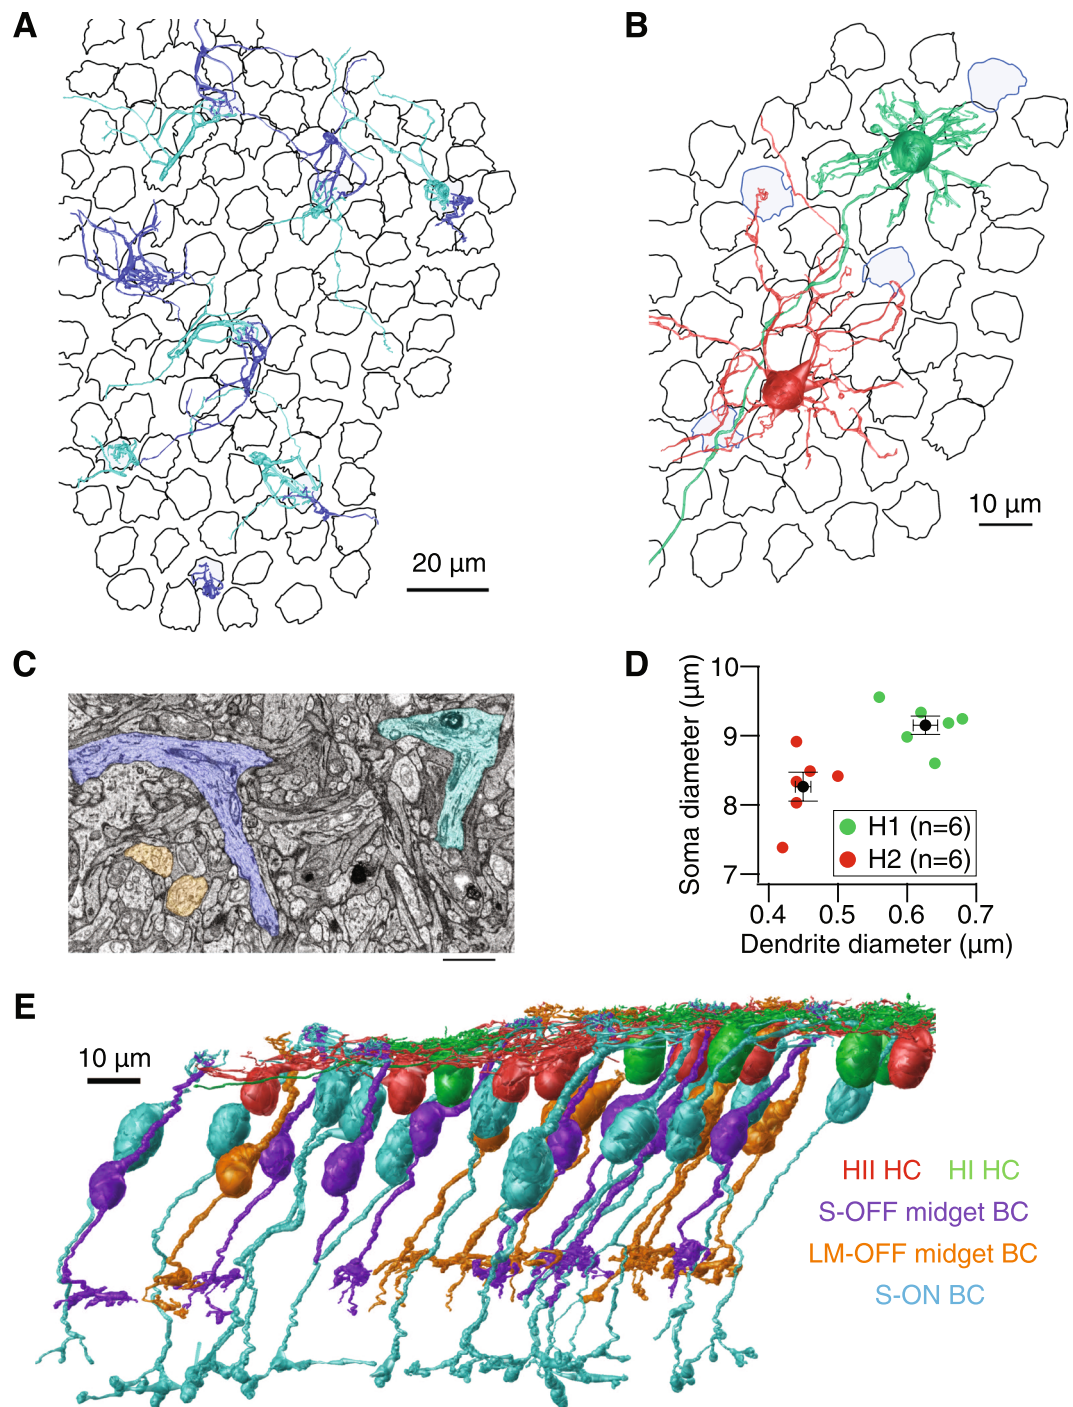 A
B
20 µm
10 µm
C
D
Soma diameter (µm)
10
9
8
7
H1 (n=6)
H2 (n=6)
0.4 0.5 0.6 0.7
Dendrite diameter (µm)
E
10 µm
HII HC HI HC
S-OFF midget BC
LM-OFF midget BC
S-ON BC